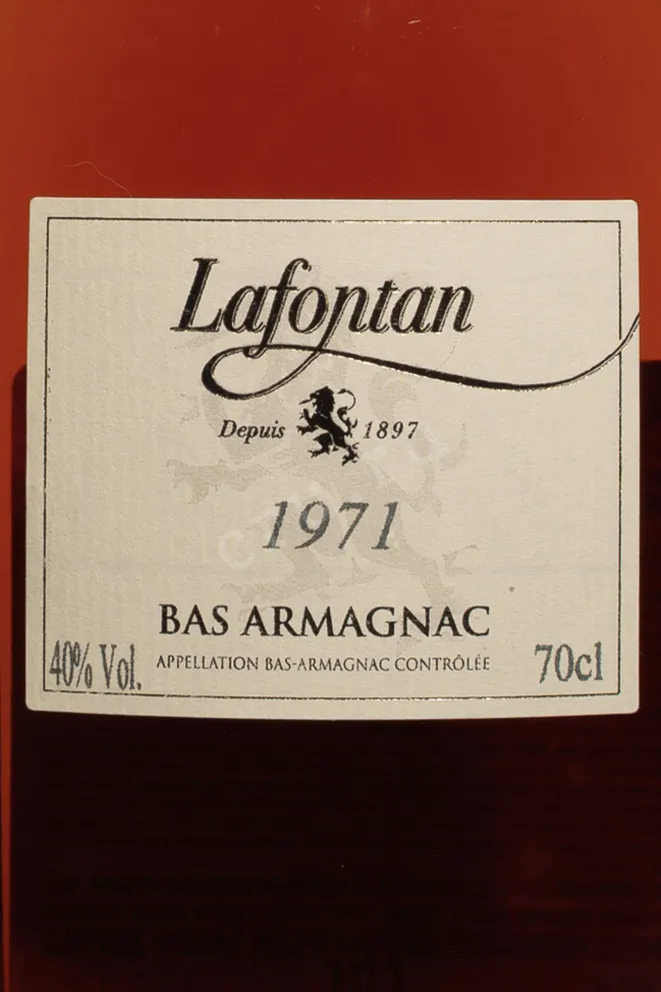 Lafontan
Depuis 1897
1971
BAS ARMAGNAC
40% Vol. APPELLATION BAS-ARMAGNAC CONTRÔLÉE 70cl